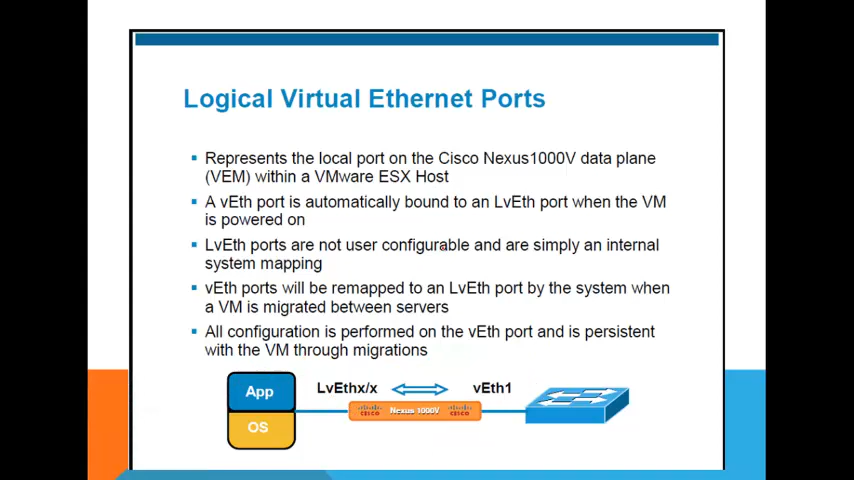 Logical Virtual Ethernet Ports
Represents the local port on the Cisco Nexus1000V data plane
(VEM) within a VMware ESX Host
A vEth port is automatically bound to an LvEth port when the VM
is powered on
LvEth ports are not user configurable and are simply an internal
system mapping
vEth ports will be remapped to an LvEth port by the system when
a VM is migrated between servers
All configuration is performed on the vEth port and is persistent
with the VM through migrations
App
OS
LvEthx/x
vEth1
cisco Nexus 1000V cisco